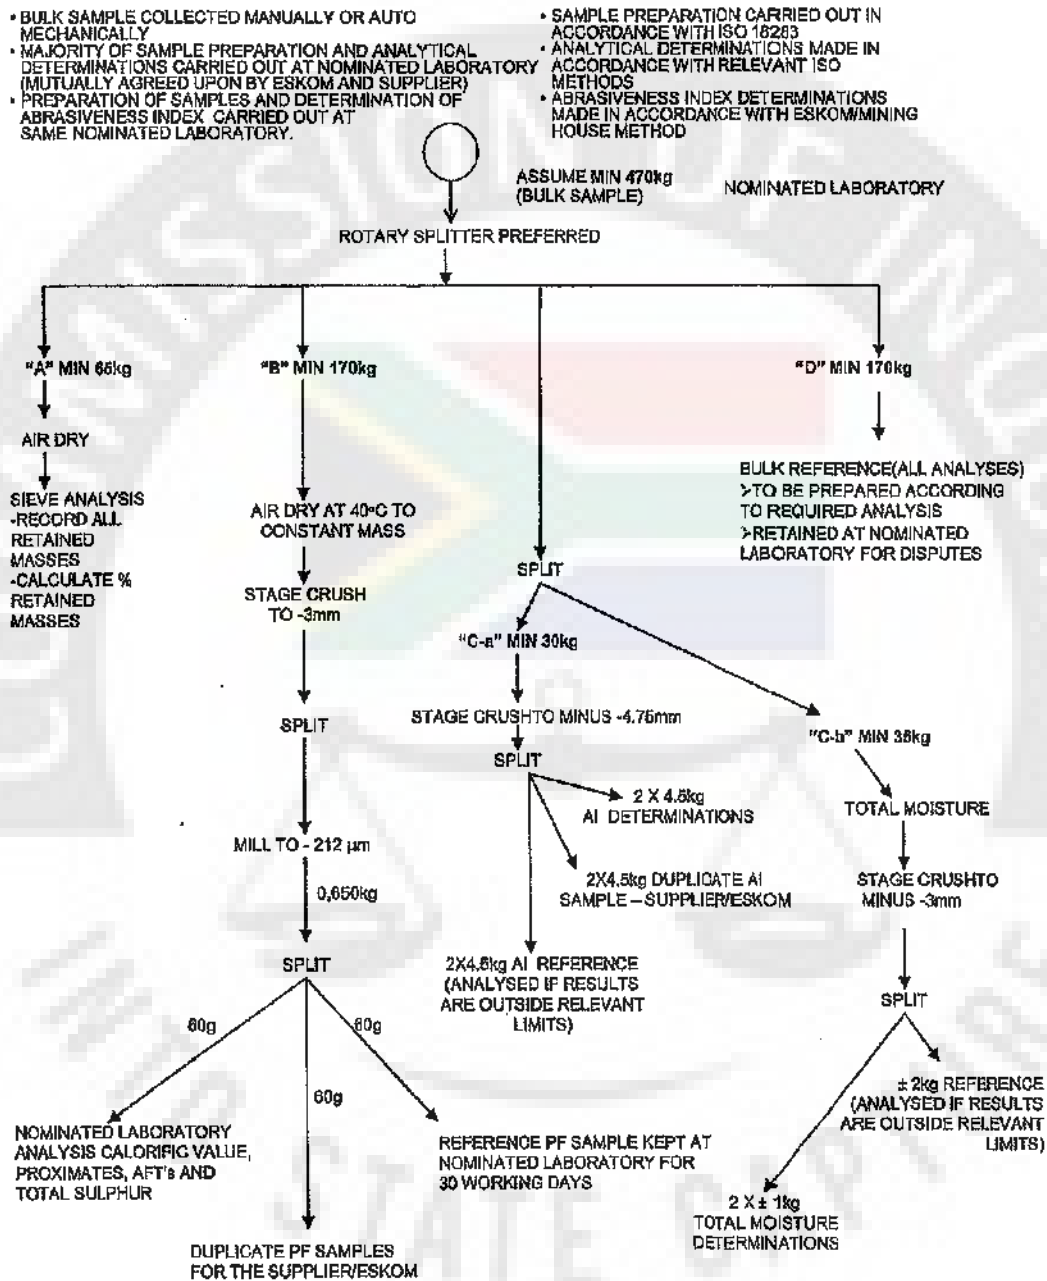 • BULK SAMPLE COLLECTED MANUALLY OR AUTO
MECHANICALLY
• MAJORITY OF SAMPLE PREPARATION AND ANALYTICAL
DETERMINATIONS CARRIED OUT AT NOMINATED LABORATORY
(MUTUALLY AGREED UPON BY ESKOM AND SUPPLIER)
• PREPARATION OF SAMPLES AND DETERMINATION OF
ABRASIVENESS INDEX CARRIED OUT AT
SAME NOMINATED LABORATORY.
• SAMPLE PREPARATION CARRIED OUT IN
ACCORDANCE WITH ISO 18283
• ANALYTICAL DETERMINATIONS MADE IN
ACCORDANCE WITH RELEVANT ISO
METHODS
• ABRASIVENESS INDEX DETERMINATIONS
MADE IN ACCORDANCE WITH ESKOM/MINING
HOUSE METHOD
ASSUME MIN 470kg
(BULK SAMPLE)
NOMINATED LABORATORY
ROTARY SPLITTER PREFERRED
"A" MIN 65kg
AIR DRY
SIEVE ANALYSIS
-RECORD ALL
RETAINED
MASSES
-CALCULATE %
RETAINED
MASSES
"B" MIN 170kg
AIR DRY AT 40°C TO
CONSTANT MASS
STAGE CRUSH
TO -3mm
SPLIT
MILL TO - 212 µm
0,650kg
SPLIT
60g
60g
60g
NOMINATED LABORATORY
ANALYSIS CALORIFIC VALUE,
PROXIMATES, AFT's AND
TOTAL SULPHUR
DUPLICATE PF SAMPLES
FOR THE SUPPLIER/ESKOM
REFERENCE PF SAMPLE KEPT AT
NOMINATED LABORATORY FOR
30 WORKING DAYS
SPLIT
"C-a" MIN 30kg
STAGE CRUSHTO MINUS -4.75mm
SPLIT
2 X 4.5kg
AI DETERMINATIONS
2X4,5kg DUPLICATE AI
SAMPLE – SUPPLIER/ESKOM
2X4.5kg AI REFERENCE
(ANALYSED IF RESULTS
ARE OUTSIDE RELEVANT
LIMITS)
"C-b" MIN 35kg
TOTAL MOISTURE
STAGE CRUSHTO
MINUS -3mm
SPLIT
± 2kg REFERENCE
(ANALYSED IF RESULTS
ARE OUTSIDE RELEVANT
LIMITS)
2 X ± 1kg
TOTAL MOISTURE
DETERMINATIONS
"D" MIN 170kg
BULK REFERENCE(ALL ANALYSES)
>TO BE PREPARED ACCORDING
TO REQUIRED ANALYSIS
>RETAINED AT NOMINATED
LABORATORY FOR DISPUTES